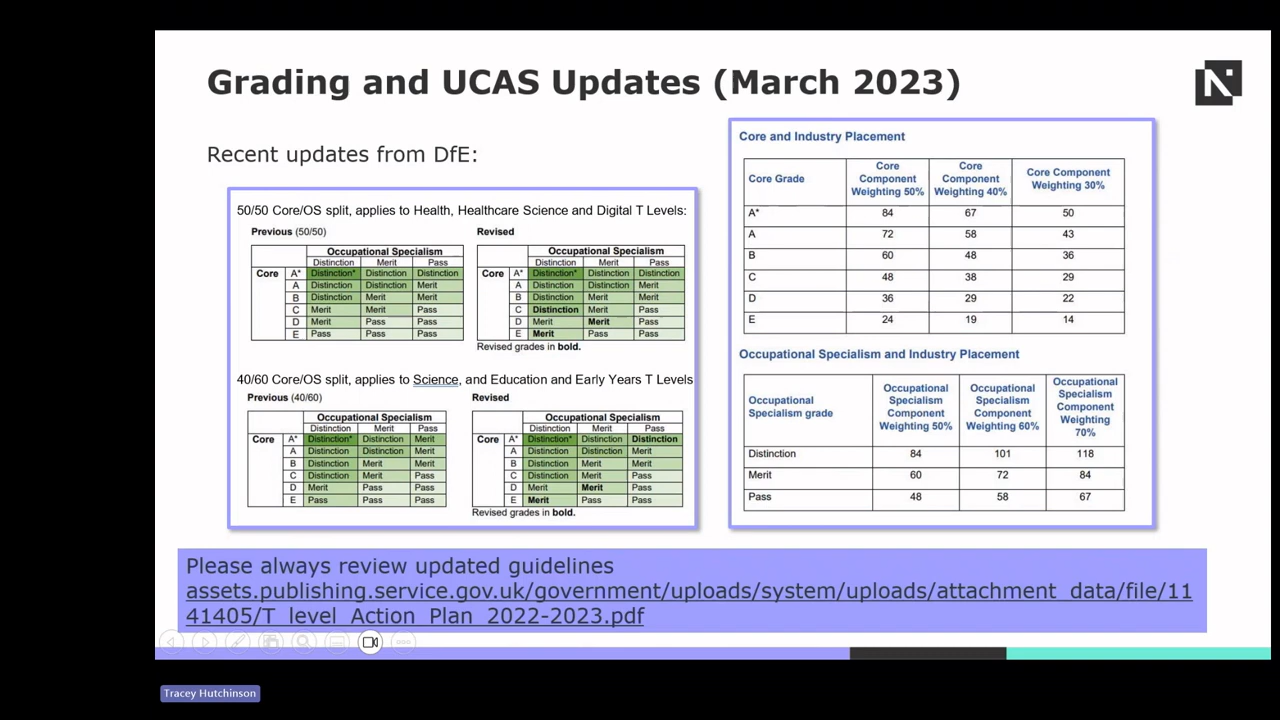 Grading and UCAS Updates (March 2023)
Recent updates from DfE:
50/50 Core/OS split, applies to Health, Healthcare Science and Digital T Levels:
Previous (50/50)
Occupational Specialism
Distinction Merit Pass
Core A* Distinction* Distinction Distinction
A Distinction Distinction Merit
B Distinction Merit Merit
C Merit Merit Pass
D Merit Pass Pass
E Pass Pass Pass
Revised
Occupational Specialism
Distinction Merit Pass
Core A* Distinction* Distinction Distinction
A Distinction Distinction Merit
B Distinction Merit Merit
C Distinction Merit Pass
D Merit Merit Pass
E Merit Pass Pass
Revised grades in bold.
40/60 Core/OS split, applies to Science, and Education and Early Years T Levels
Previous (40/60)
Occupational Specialism
Distinction Merit Pass
Core A* Distinction* Distinction Merit
A Distinction Distinction Merit
B Distinction Merit Merit
C Distinction Merit Pass
D Merit Pass Pass
E Pass Pass Pass
Revised
Occupational Specialism
Distinction Merit Pass
Core A* Distinction* Distinction Distinction
A Distinction Distinction Merit
B Distinction Merit Merit
C Distinction Merit Pass
D Merit Merit Pass
E Merit Pass Pass
Revised grades in bold.
Core and Industry Placement
Core Grade
Core
Component
Weighting 50%
Core
Component
Weighting 40%
Core Component
Weighting 30%
A* 84 67 50
A 72 58 43
B 60 48 36
C 48 38 29
D 36 29 22
E 24 19 14
Occupational Specialism and Industry Placement
Occupational
Specialism grade
Occupational
Specialism
Component
Weighting 50%
Occupational
Specialism
Component
Weighting 60%
Occupational
Specialism
Component
Weighting
70%
Distinction 84 101 118
Merit 60 72 84
Pass 48 58 67
Please always review updated guidelines
assets.publishing.service.gov.uk/government/uploads/system/uploads/attachment_data/file/11
41405/T_level_Action_Plan_2022-2023.pdf
Tracey Hutchinson